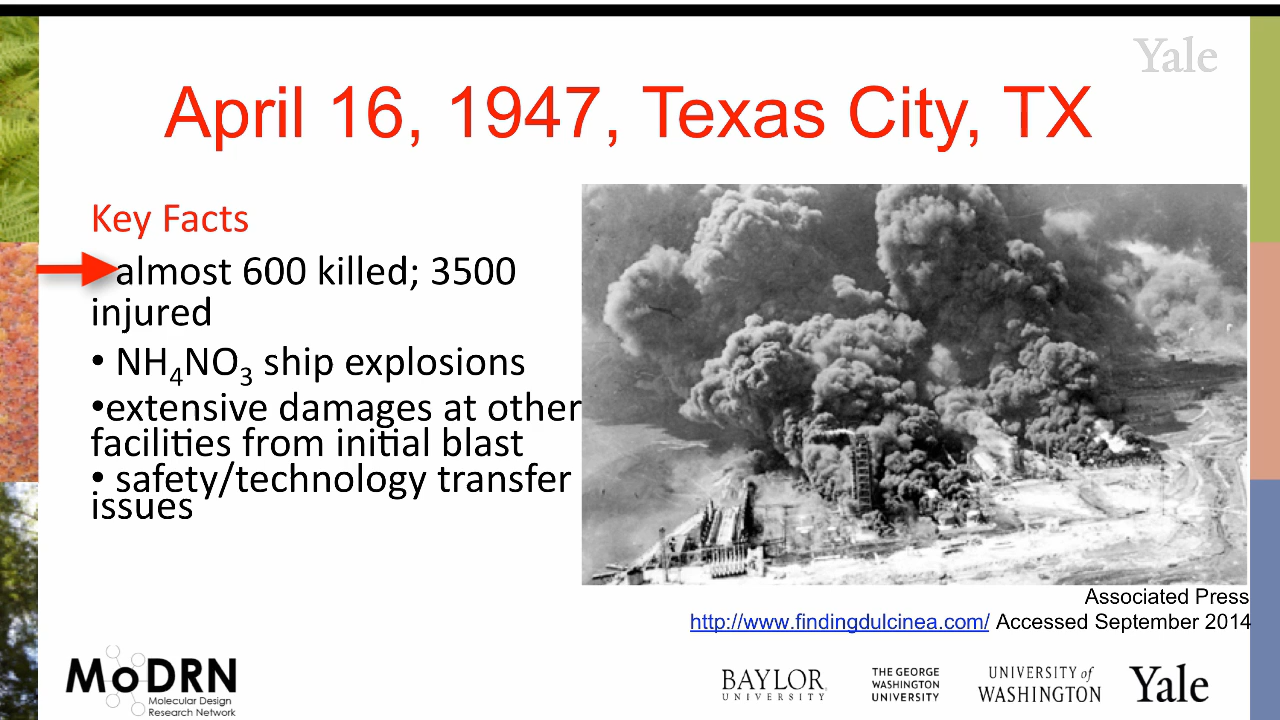 Yale
April 16, 1947, Texas City, TX
Key Facts
almost 600 killed; 3500
injured
• NH₄NO₃ ship explosions
•extensive damages at other
facilities from initial blast
• safety/technology transfer
issues
Associated Press
http://www.findingdulcinea.com/ Accessed September 2014
MoDRN
Molecular Design
Research Network
BAYLOR
UNIVERSITY
THE GEORGE
WASHINGTON
UNIVERSITY
UNIVERSITY of
WASHINGTON
Yale